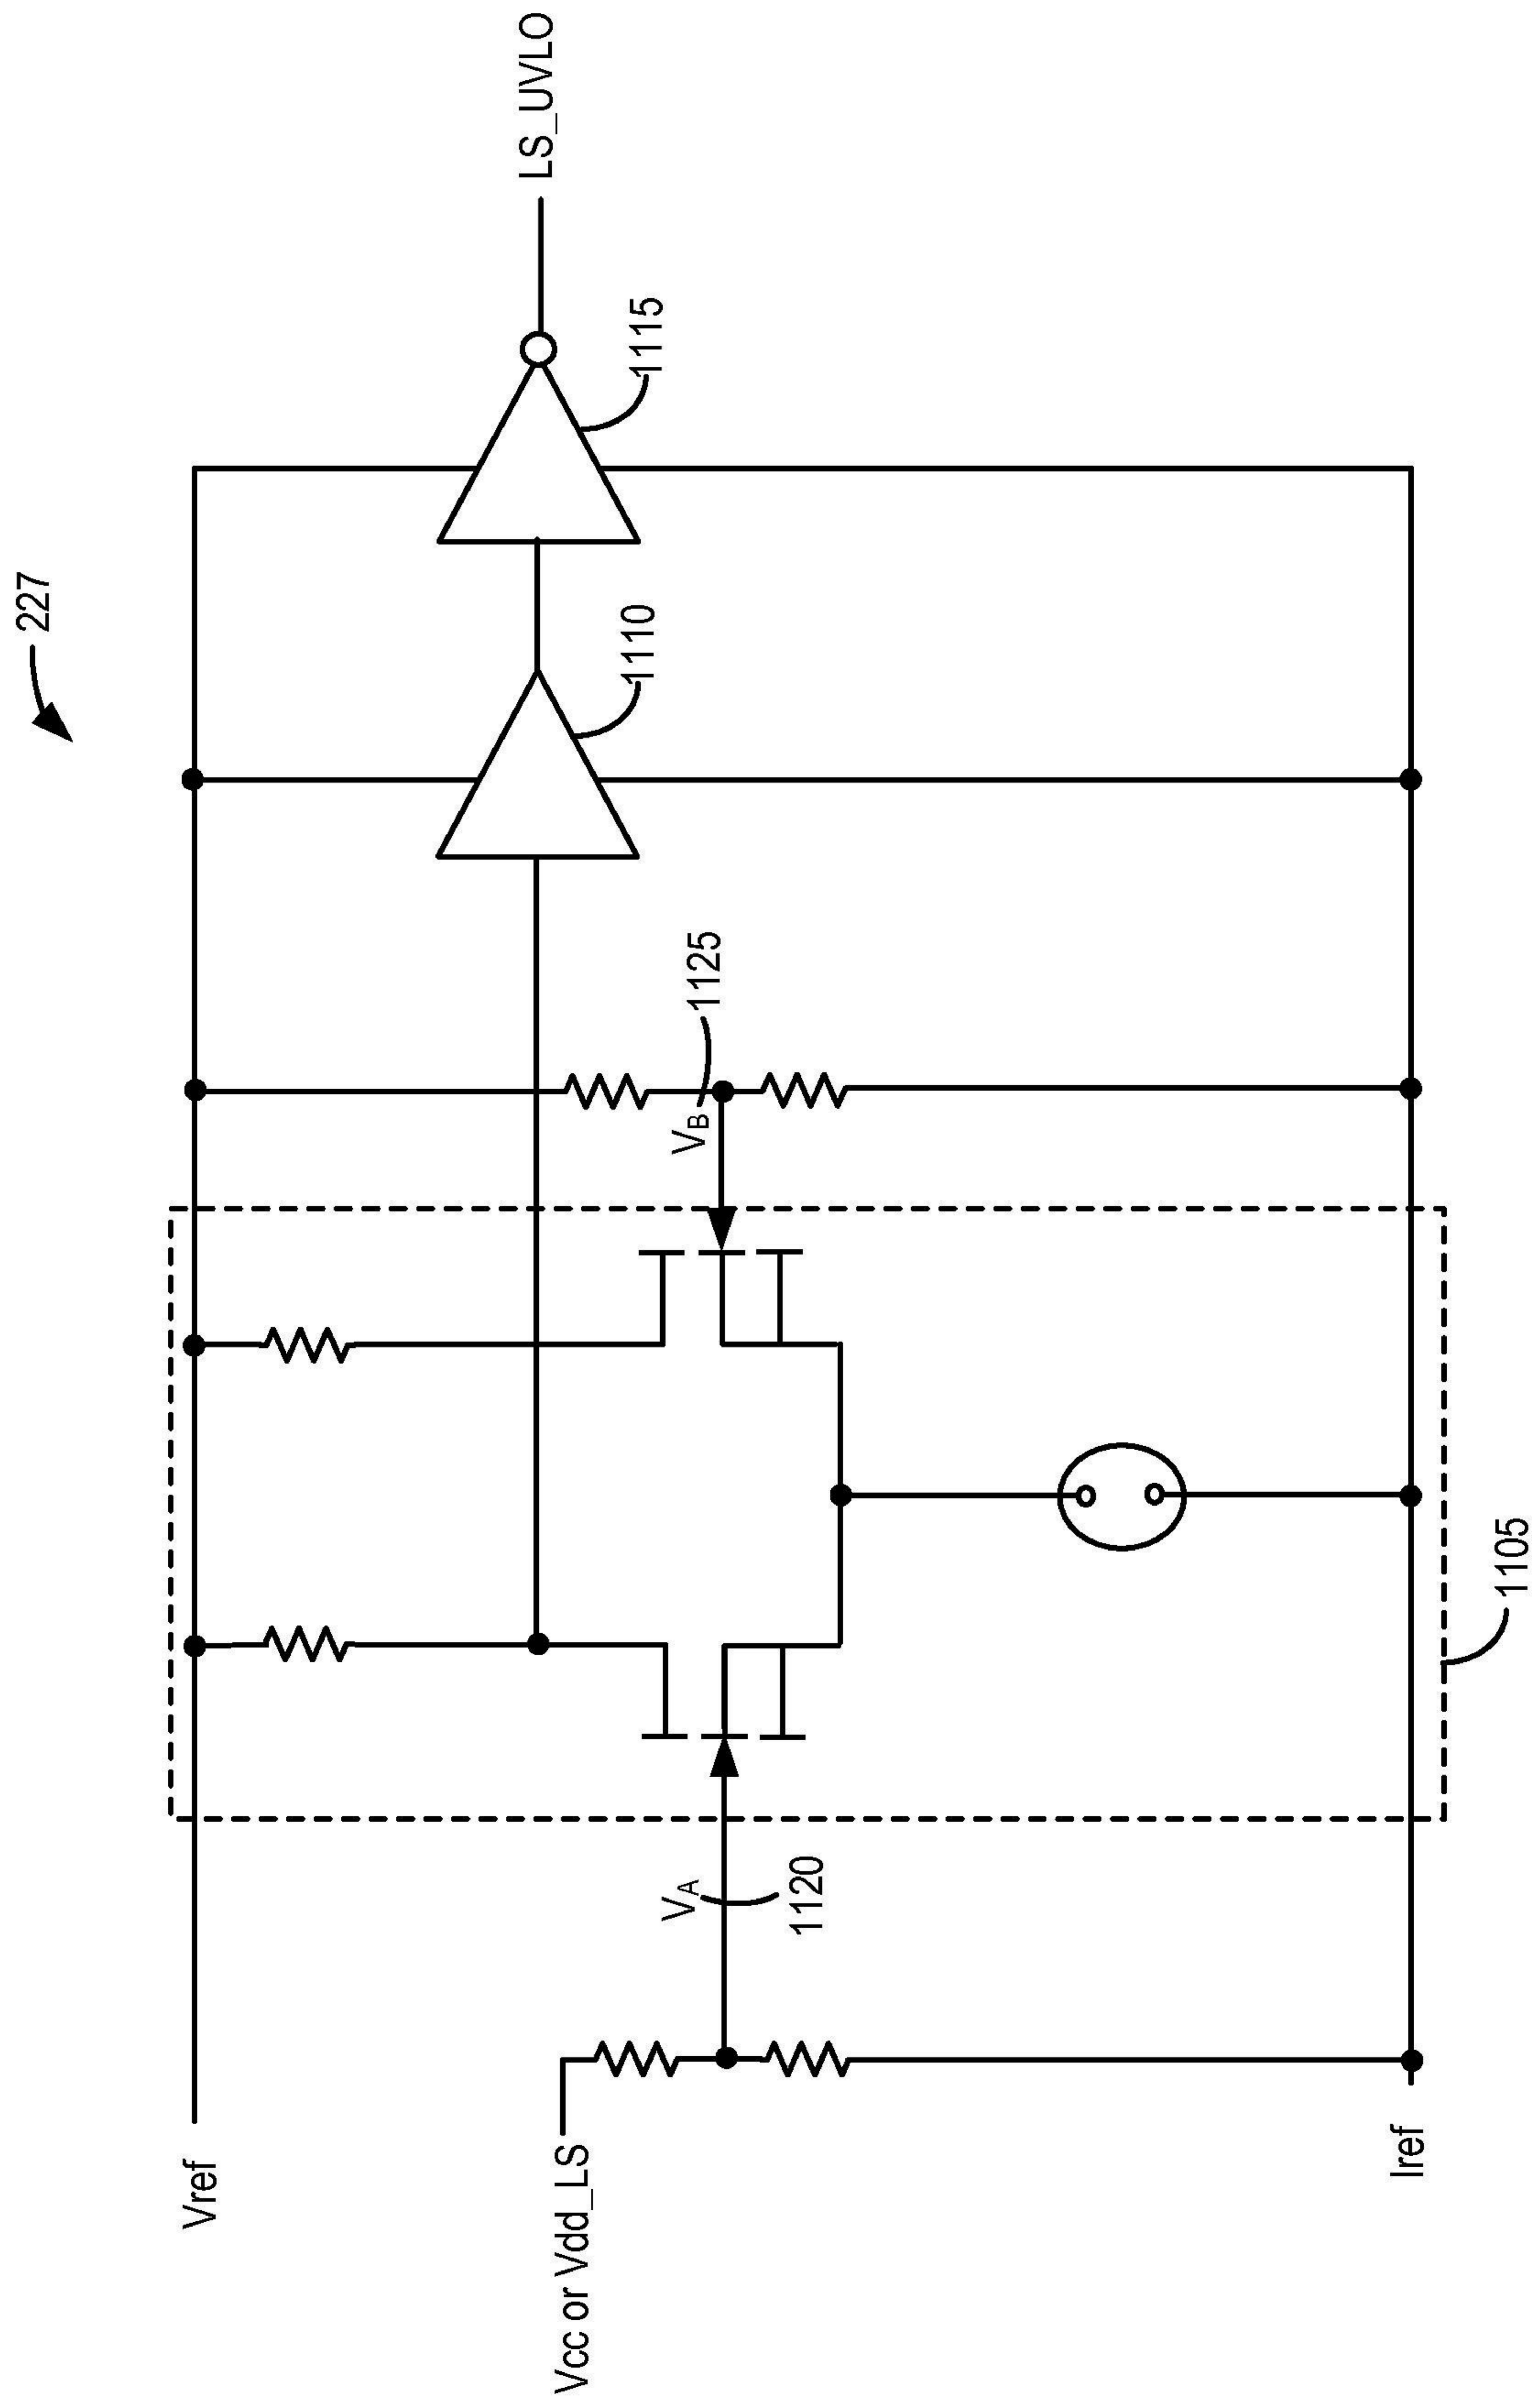 227
Vref
LS_UVLO
1115
1110
1125
VB
VA
1120
Vcc or Vdd_LS
Iref
1105